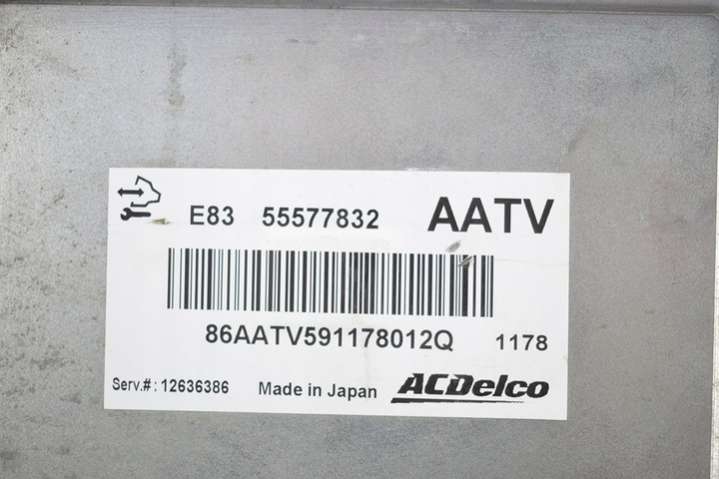 E83 55577832 AATV
86AATV591178012Q 1178
Serv.#: 12636386 Made in Japan ACDelco